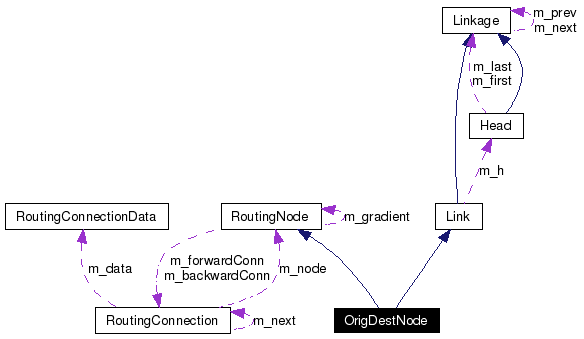 m_prev
Linkage
m_next
m_last
m_first
Head
m_h
RoutingConnectionData
RoutingNode
m_gradient
Link
m_forwardConn
m_backwardConn
m_data
m_node
RoutingConnection
m_next
OrigDestNode